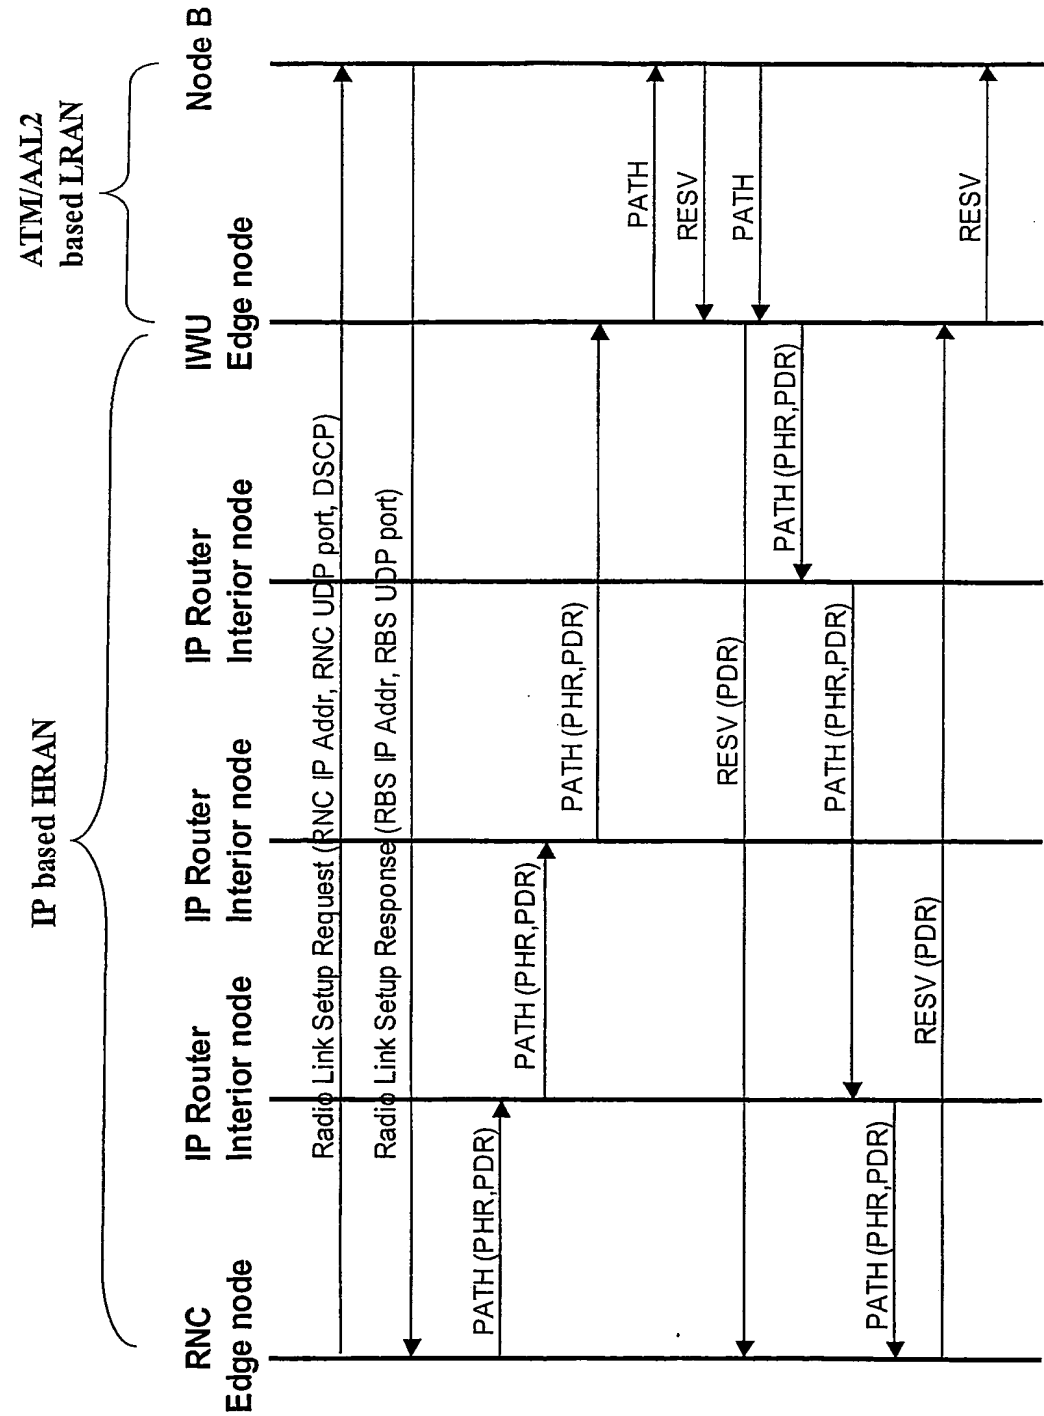 IP based HRAN
ATM/AAL2
based LRAN
RNC
Edge node
IP Router
Interior node
IP Router
Interior node
IP Router
Interior node
IWU
Edge node
Node B
Radio Link Setup Request (RNC IP Addr, RNC UDP port, DSCP)
Radio Link Setup Response (RBS IP Addr, RBS UDP port)
PATH (PHR,PDR)
PATH (PHR,PDR)
PATH (PHR,PDR)
PATH
RESV
RESV (PDR)
PATH
PATH (PHR,PDR)
PATH (PHR,PDR)
PATH (PHR,PDR)
RESV (PDR)
RESV